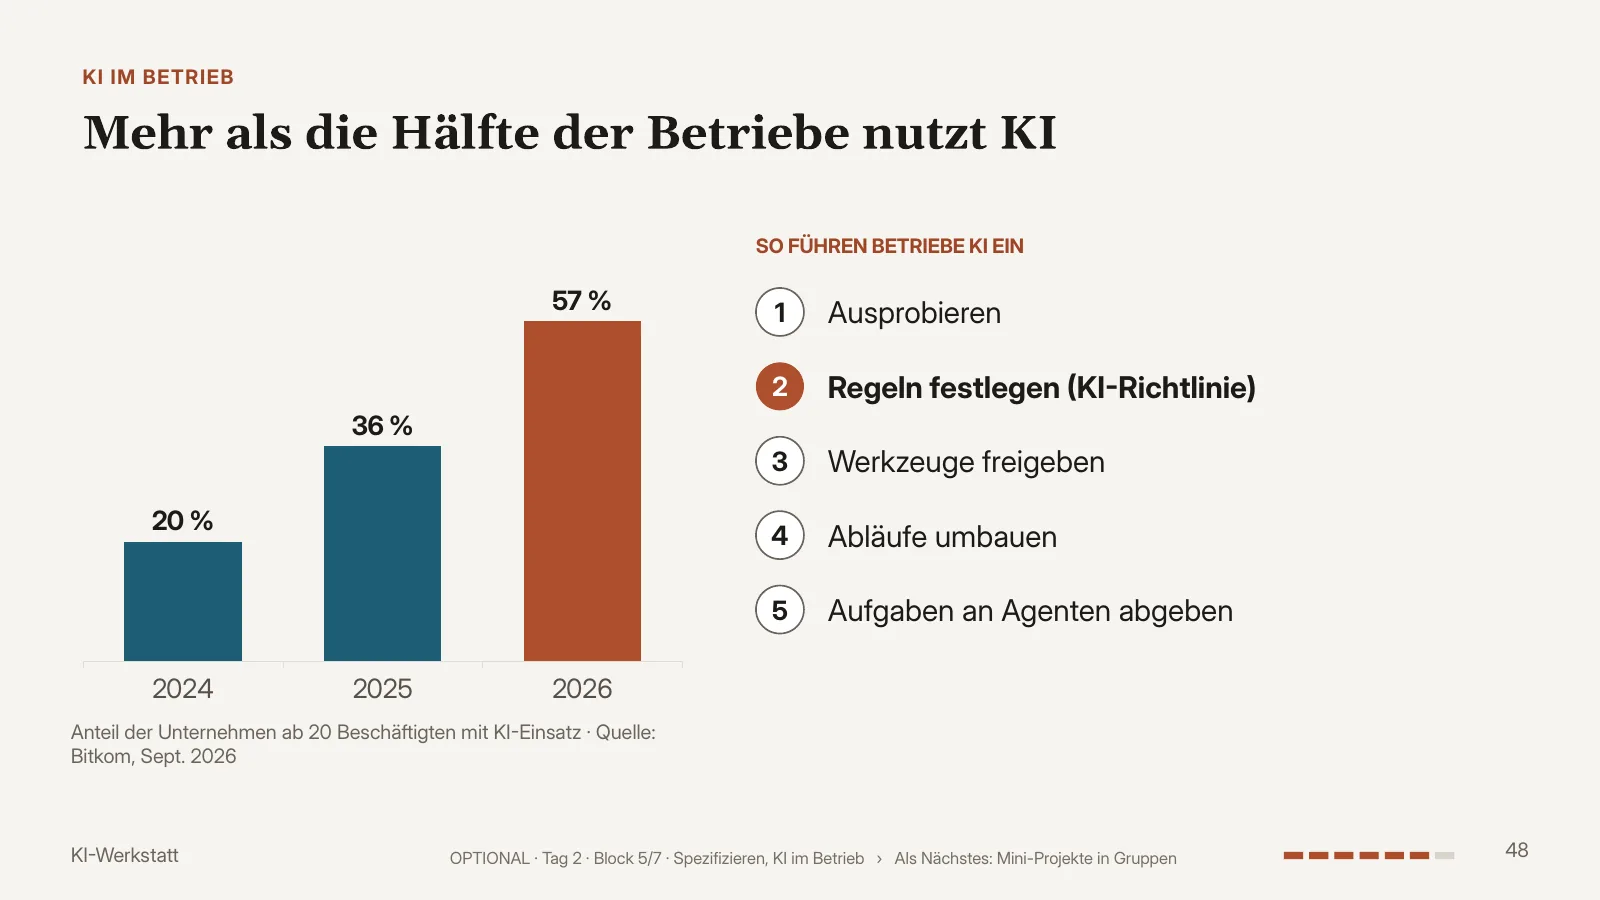 KI IM BETRIEB
Mehr als die Hälfte der Betriebe nutzt KI
57 %
36 %
20 %
2024
2025
2026
Anteil der Unternehmen ab 20 Beschäftigten mit KI-Einsatz · Quelle:
Bitkom, Sept. 2026
SO FÜHREN BETRIEBE KI EIN
1 Ausprobieren
2 Regeln festlegen (KI-Richtlinie)
3 Werkzeuge freigeben
4 Abläufe umbauen
5 Aufgaben an Agenten abgeben
KI-Werkstatt
OPTIONAL · Tag 2 · Block 5/7 · Spezifizieren, KI im Betrieb › Als Nächstes: Mini-Projekte in Gruppen
48